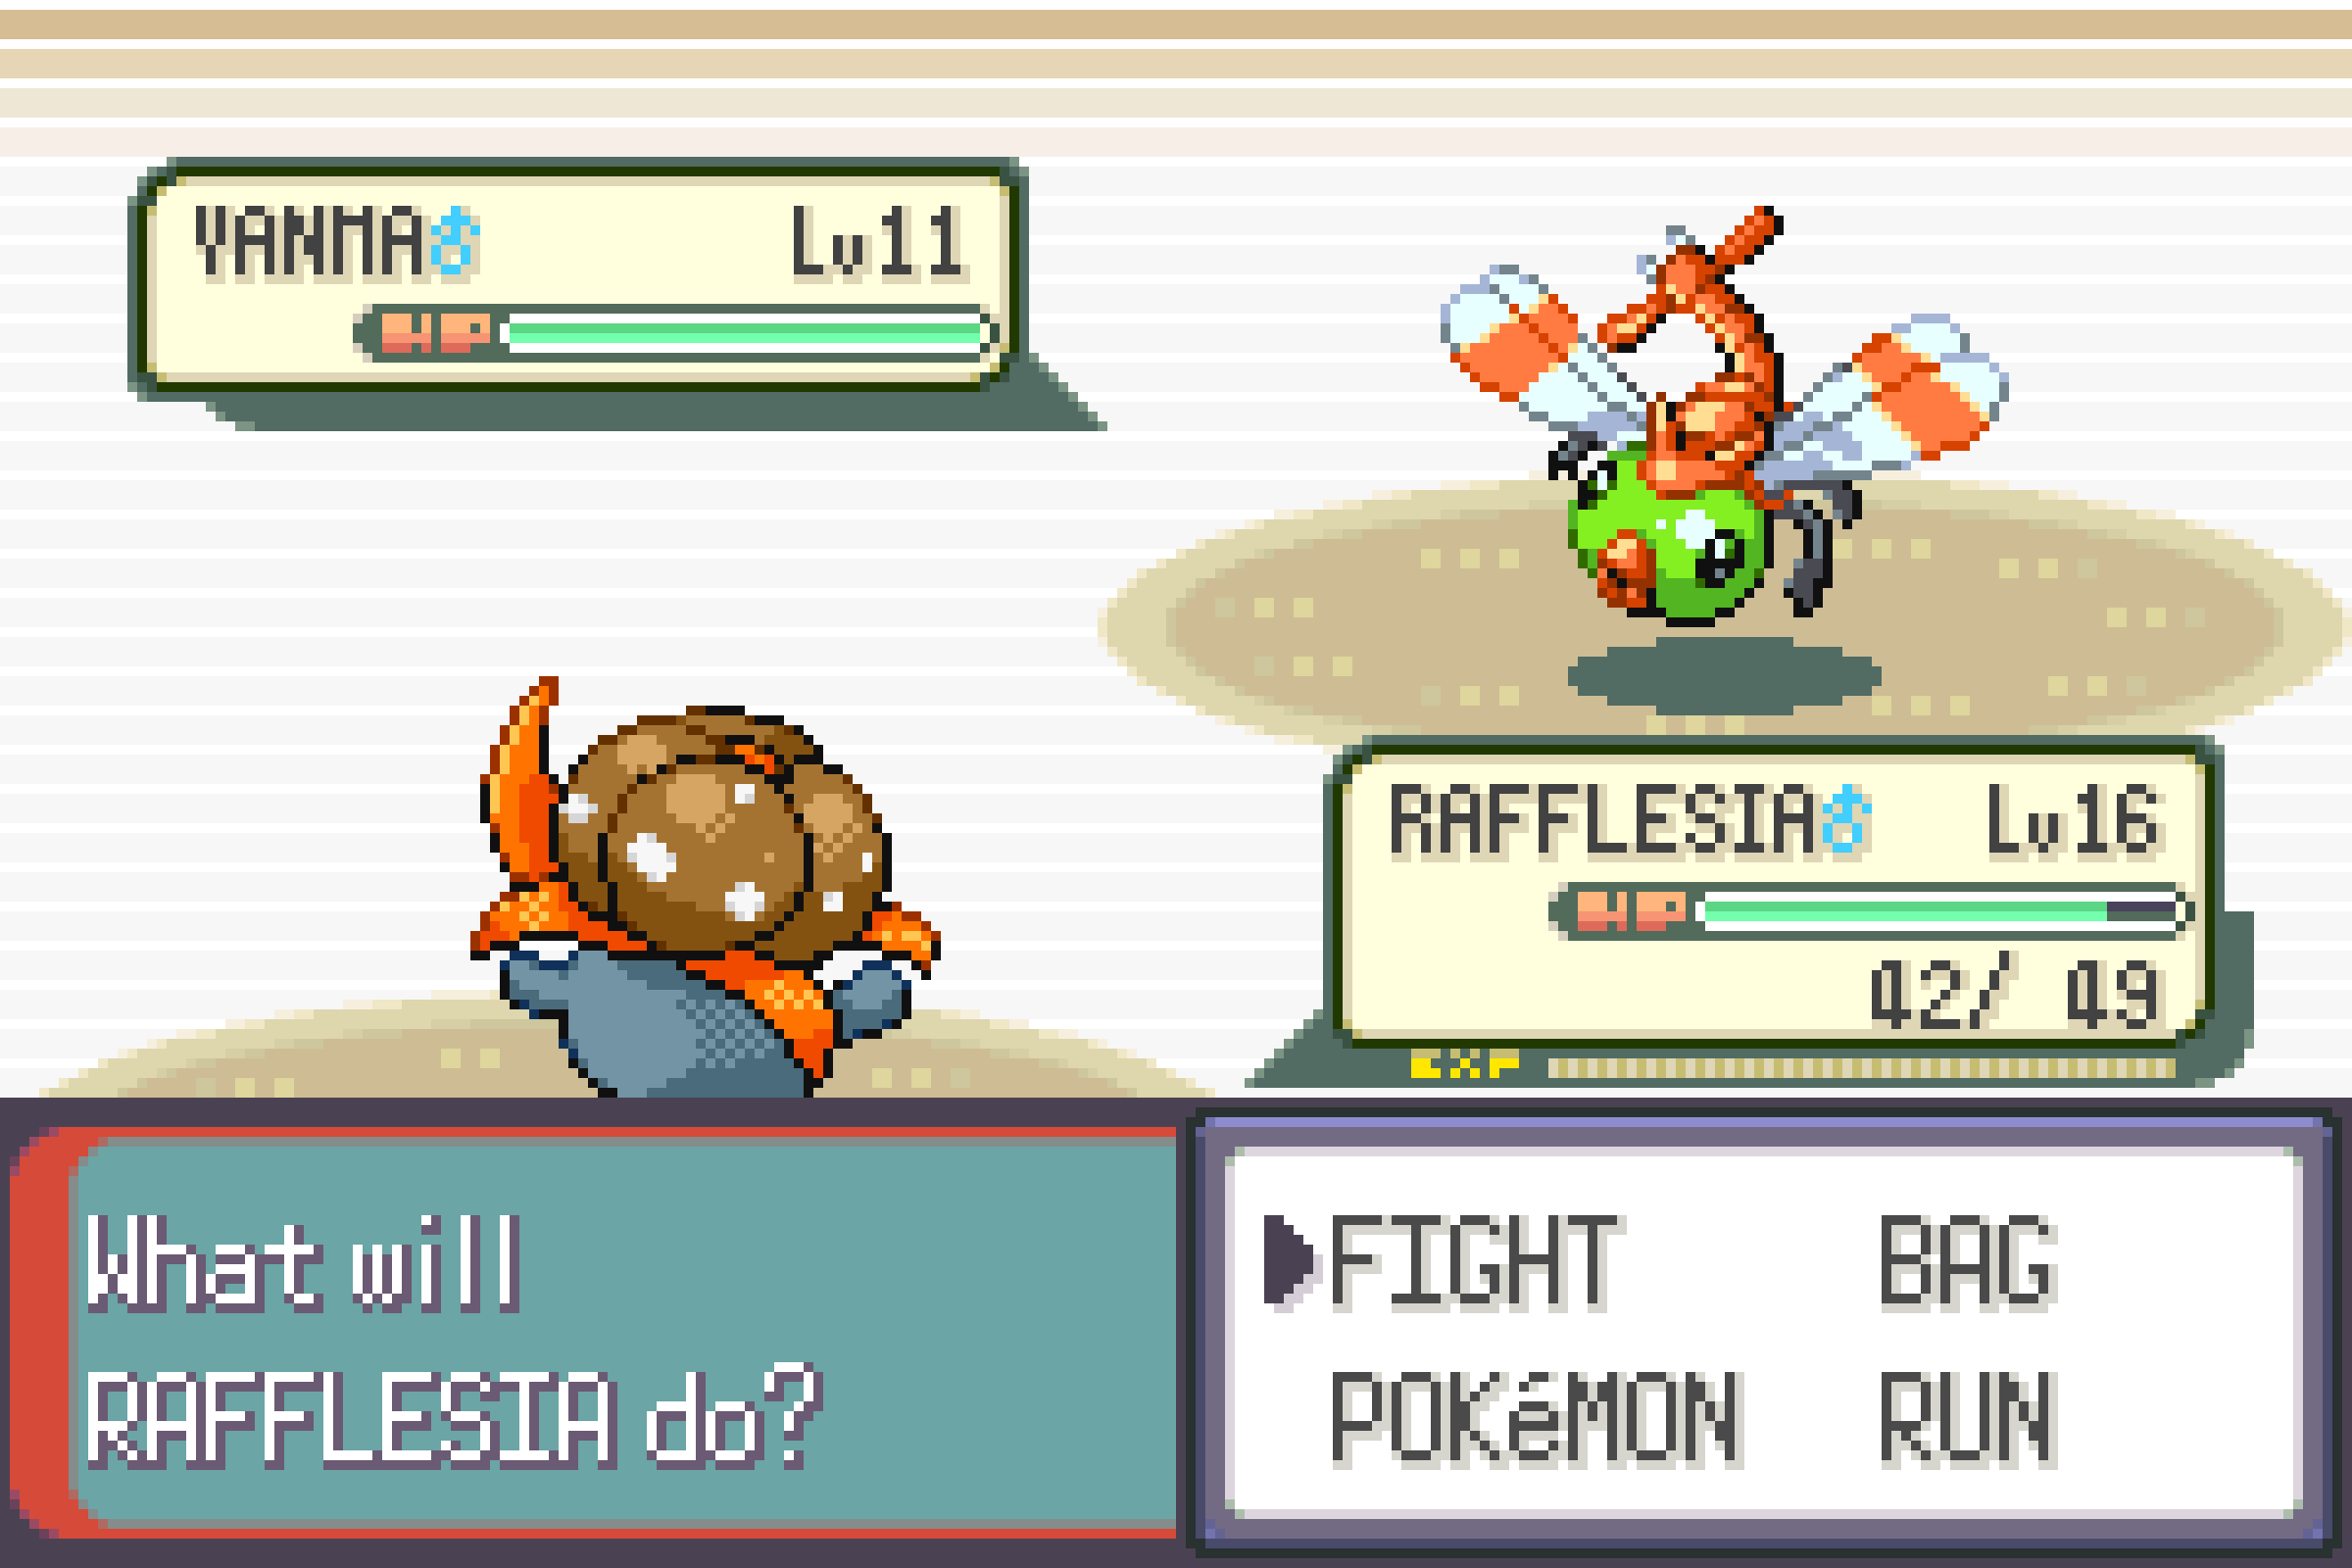 YANMA♂ Lv11
HP
RAFFLESIA♂ Lv16
HP
42/ 49
EXP
What will
RAFFLESIA do?
▶FIGHT BAG
POKéMON RUN